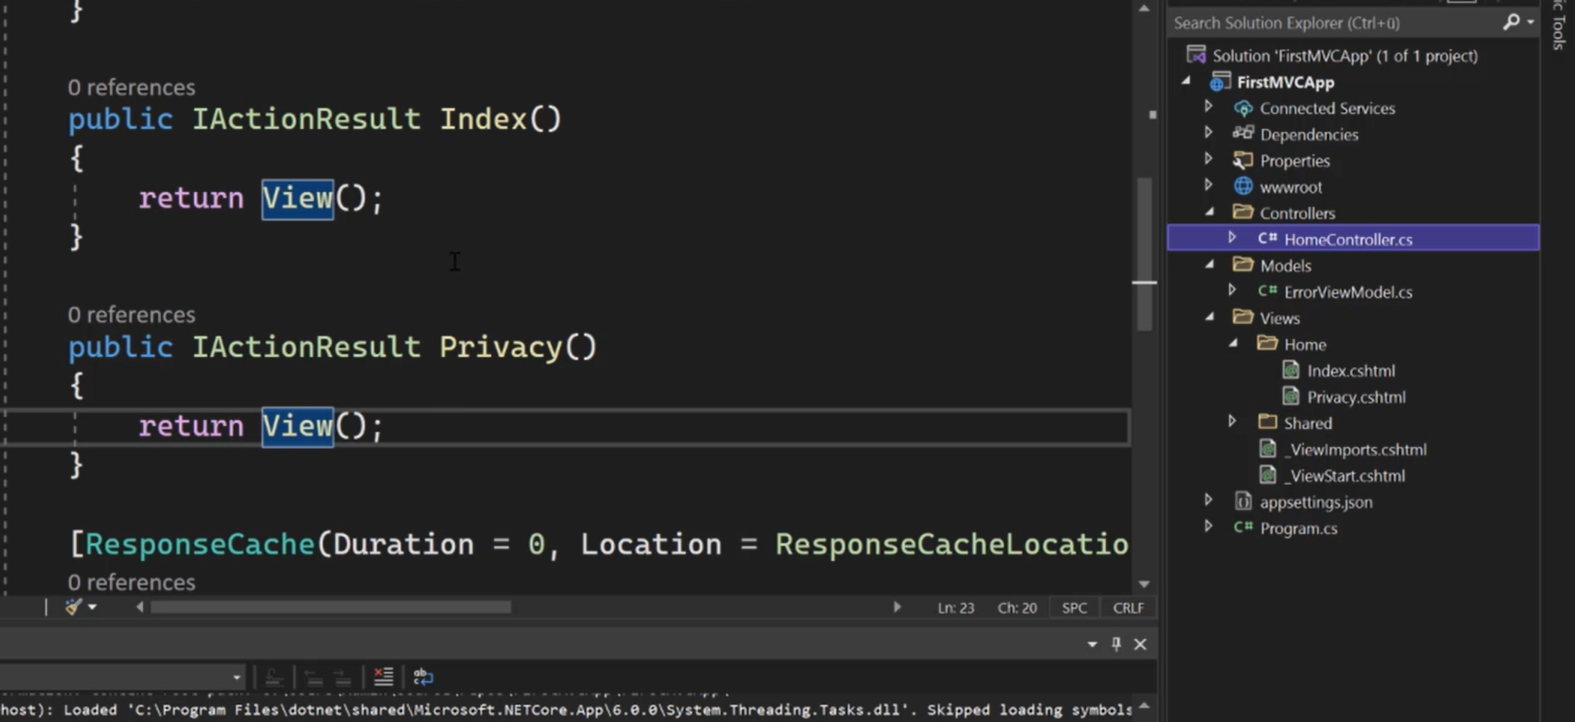 }
0 references
public IActionResult Index()
{
return View();
}
0 references
public IActionResult Privacy()
{
return View();
}
[ResponseCache(Duration = 0, Location = ResponseCacheLocatio
0 references
Ln: 23 Ch: 20 SPC CRLF
host): Loaded 'C:\Program Files\dotnet\shared\Microsoft.NETCore.App\6.0.0\System.Threading.Tasks.dll'. Skipped loading symbols
Search Solution Explorer (Ctrl+ü)
Solution 'FirstMVCApp' (1 of 1 project)
FirstMVCApp
Connected Services
Dependencies
Properties
wwwroot
Controllers
C# HomeController.cs
Models
C# ErrorViewModel.cs
Views
Home
Index.cshtml
Privacy.cshtml
Shared
_ViewImports.cshtml
_ViewStart.cshtml
appsettings.json
C# Program.cs
ic Tools